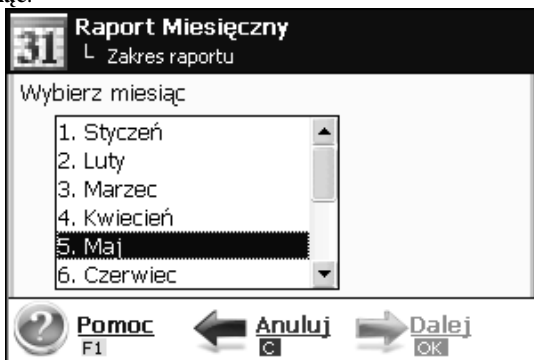 31 Raport Miesięczny
└ Zakres raportu
Wybierz miesiąc
1. Styczeń
2. Luty
3. Marzec
4. Kwiecień
5. Maj
6. Czerwiec
? Pomoc Anuluj Dalej
F1 C OK